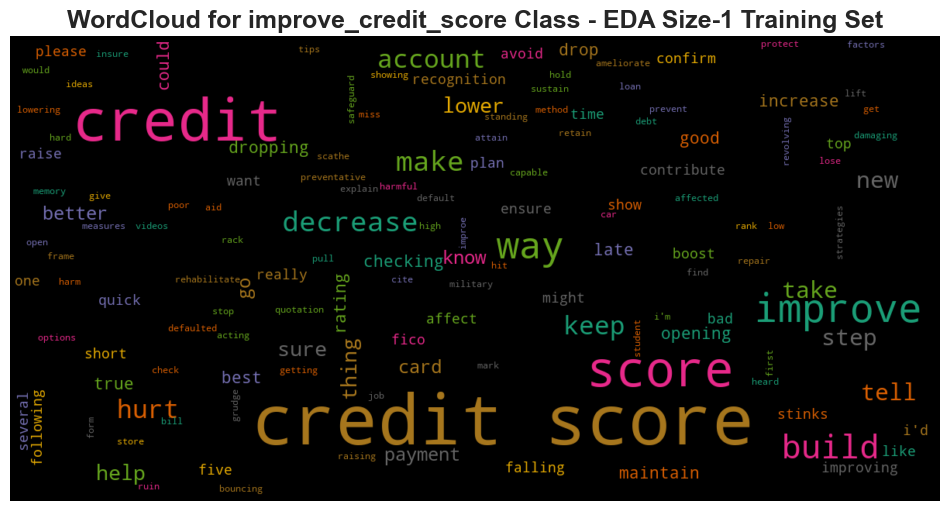 WordCloud for improve_credit_score Class - EDA Size-1 Training Set
please insure could tips account avoid drop confirm protect factors
would ideas showing recognition ameliorate hold sustain loan increase lift
lowering credit safeguard miss lower standing method time prevent get
hard dropping attain retain debt good revolving top damaging
raise scathe make plan capable contribute lose new
want preventative explain harmful default
memory give poor aid ensure show affected
better measures videos decrease high improe car rank low strategies
open rack way late boost repair
frame pull checking know hit find
one harm rehabilitate go really rating cite military might take
quick stop quotation improve
options defaulted acting affect keep i'm opening bad step
short check sure fico student first
true best getting thing card mark score heard tell
several following hurt grudge job stinks i'd
form bill credit score build like
store help five raising payment falling maintain improving
ruin bouncing